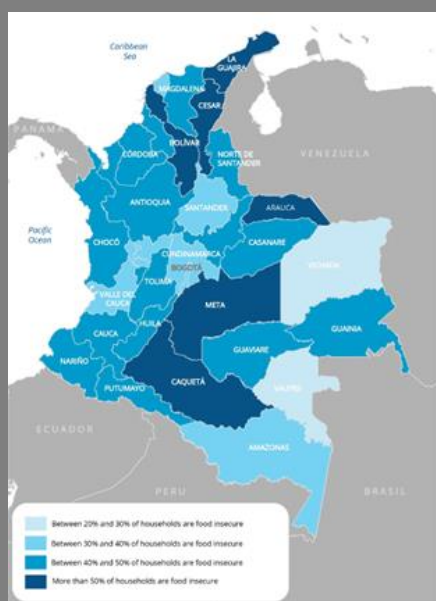 Caribbean
Sea
LA
GUAJIRA
MAGDALENA
CESAR
PANAMA
BOLÍVAR
CÓRDOBA
NORTE DE
SANTANDER
VENEZUELA
ANTIOQUIA
SANTANDER
ARAUCA
Pacific
Ocean
CHOCÓ
CASANARE
CUNDINAMARCA
BOGOTÁ
VALLE DEL
CAUCA
TOLIMA
META
GUAINIA
CAUCA
HUILA
GUAVIARE
NARIÑO
CAQUETÁ
PUTUMAYO
ECUADOR
AMAZONAS
PERU
BRASIL
Between 20% and 30% of households are food insecure
Between 30% and 40% of households are food insecure
Between 40% and 50% of households are food insecure
More than 50% of households are food insecure